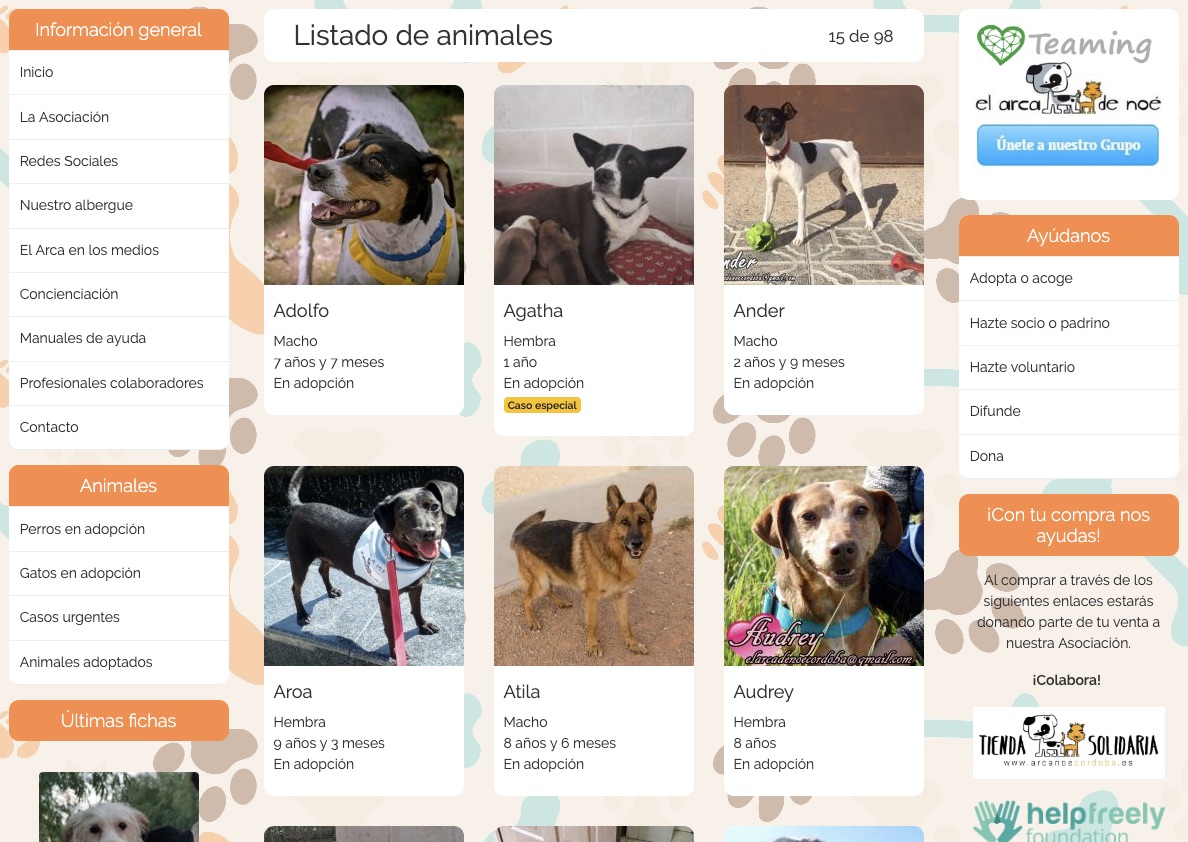 Información general
Inicio
La Asociación
Redes Sociales
Nuestro albergue
El Arca en los medios
Concienciación
Manuales de ayuda
Profesionales colaboradores
Contacto
Animales
Perros en adopción
Gatos en adopción
Casos urgentes
Animales adoptados
Últimas fichas
Listado de animales
15 de 98
Adolfo
Macho
7 años y 7 meses
En adopción
Agatha
Hembra
1 año
En adopción
Caso especial
Ander
Macho
2 años y 9 meses
En adopción
Aroa
Hembra
9 años y 3 meses
En adopción
Atila
Macho
8 años y 6 meses
En adopción
Audrey
elarcadenoecordoba@gmail.com
Audrey
Hembra
8 años
En adopción
Teaming
el arca de noé
Únete a nuestro Grupo
Ayúdanos
Adopta o acoge
Hazte socio o padrino
Hazte voluntario
Difunde
Dona
¡Con tu compra nos
ayudas!
Al comprar a través de los
siguientes enlaces estarás
donando parte de tu venta a
nuestra Asociación.
¡Colabora!
TIENDA SOLIDARIA
www.arcanoecordoba.es
helpfreely
foundation